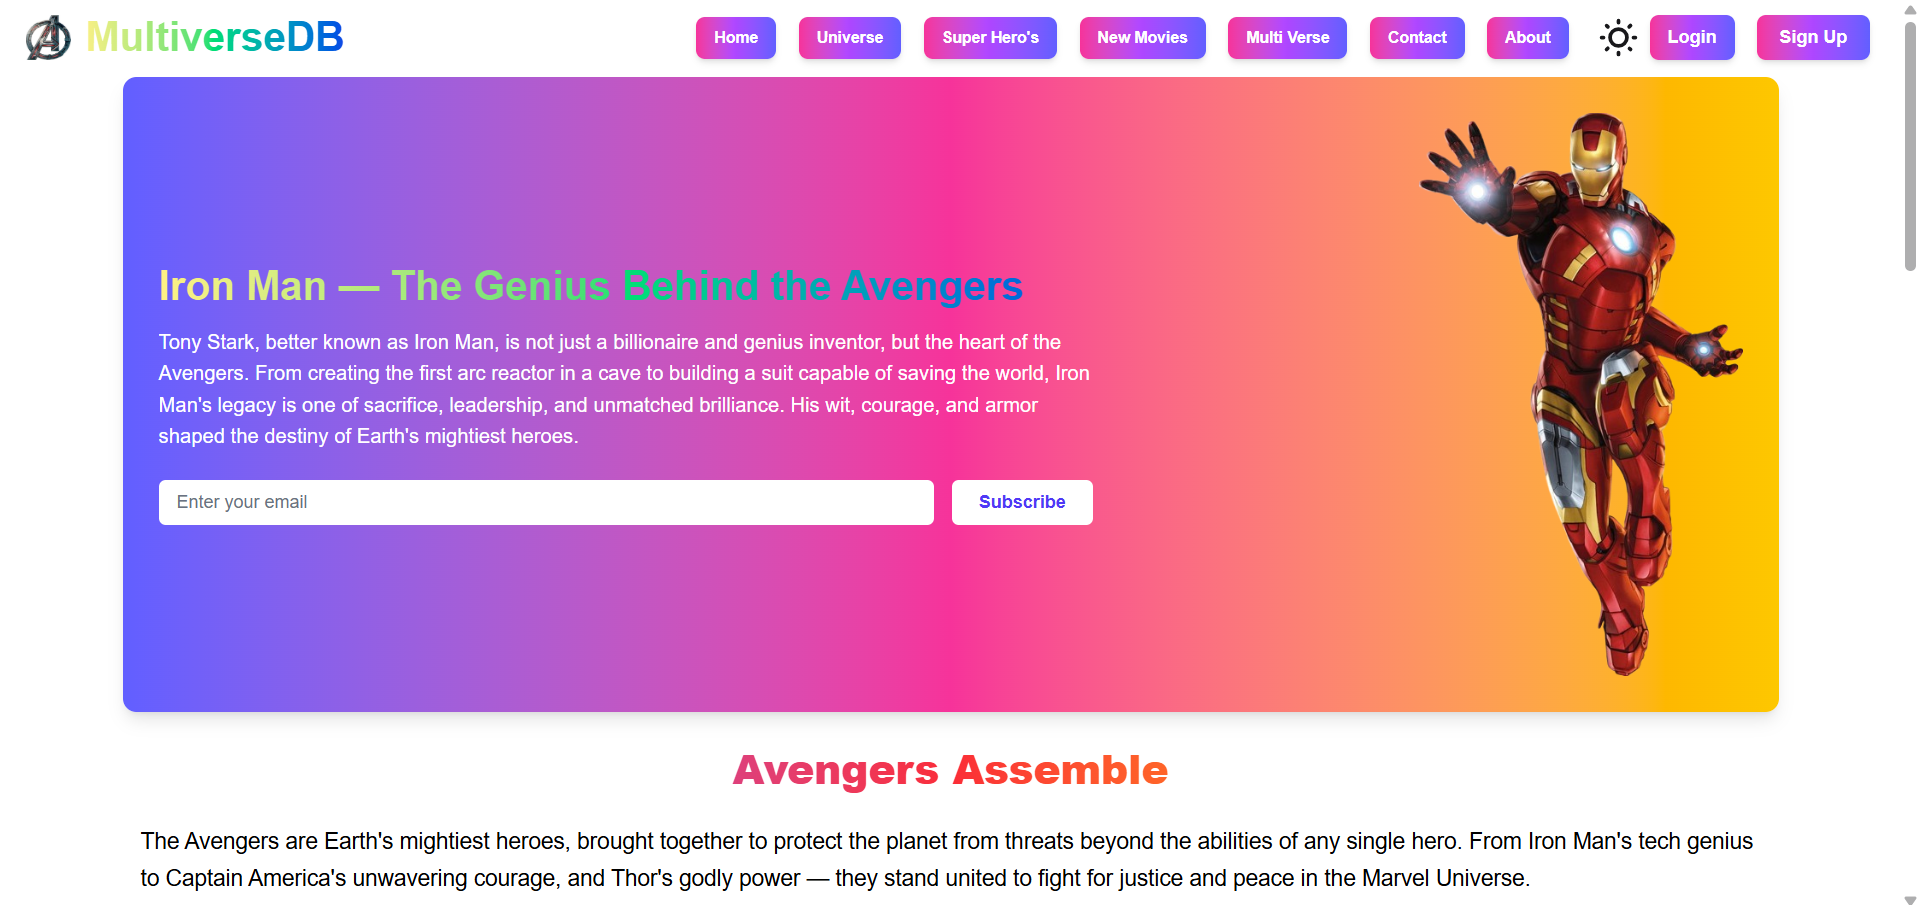 MultiverseDB
Home
Universe
Super Hero's
New Movies
Multi Verse
Contact
About
Login
Sign Up
Iron Man — The Genius Behind the Avengers
Tony Stark, better known as Iron Man, is not just a billionaire and genius inventor, but the heart of the
Avengers. From creating the first arc reactor in a cave to building a suit capable of saving the world, Iron
Man's legacy is one of sacrifice, leadership, and unmatched brilliance. His wit, courage, and armor
shaped the destiny of Earth's mightiest heroes.
Enter your email
Subscribe
Avengers Assemble
The Avengers are Earth's mightiest heroes, brought together to protect the planet from threats beyond the abilities of any single hero. From Iron Man's tech genius
to Captain America's unwavering courage, and Thor's godly power — they stand united to fight for justice and peace in the Marvel Universe.